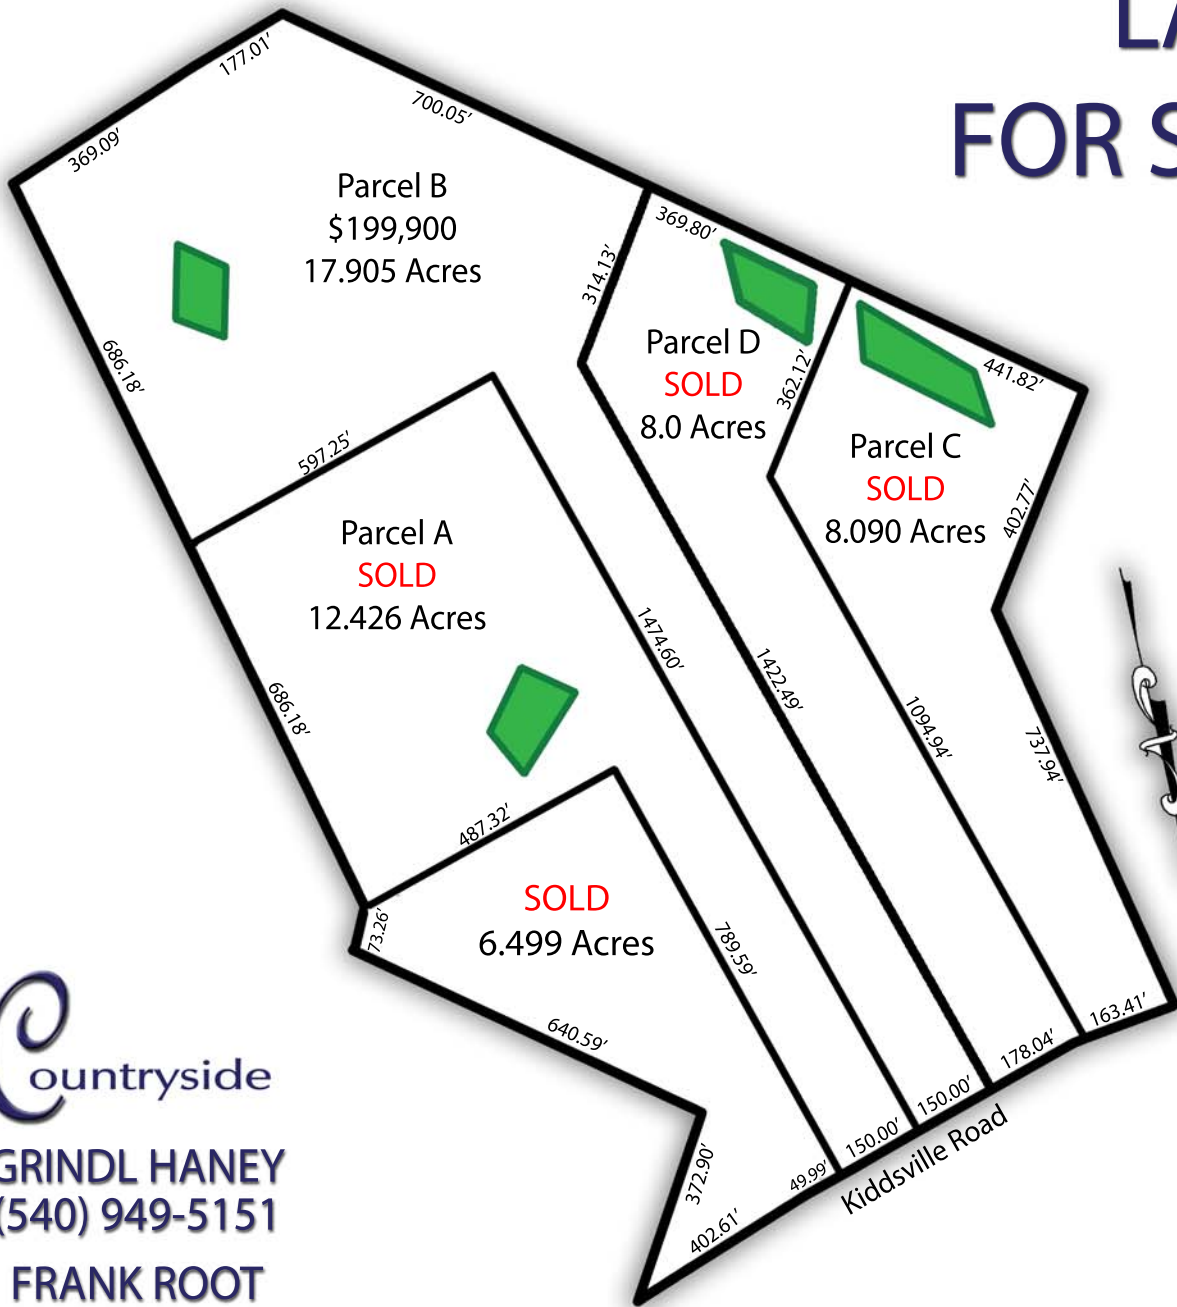 LA
FOR S
177.01'
369.09'
700.05'
Parcel B
$199,900
17.905 Acres
369.80'
314.13'
Parcel D
SOLD
8.0 Acres
362.12'
441.82'
Parcel C
SOLD
8.090 Acres
402.77'
686.18'
597.25'
Parcel A
SOLD
12.426 Acres
1474.60'
1422.49'
1094.94'
737.94'
686.18'
487.32'
SOLD
6.499 Acres
73.26'
789.59'
640.59'
372.90'
402.61'
49.99'
150.00'
150.00'
178.04'
163.41'
Kiddsville Road
Countryside
GRINDL HANEY
(540) 949-5151
FRANK ROOT